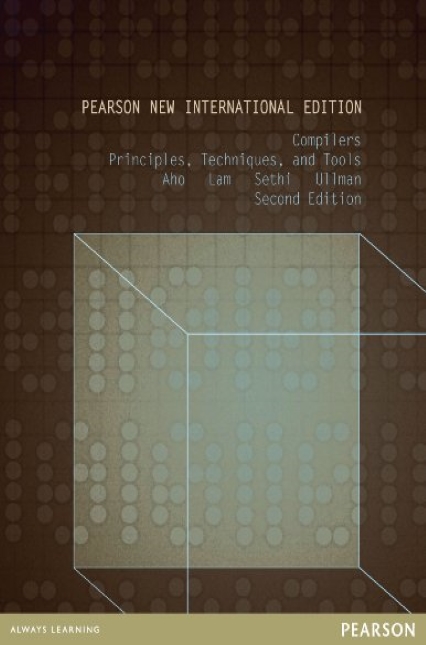 PEARSON NEW INTERNATIONAL EDITION
Compilers
Principles, Techniques, and Tools
Aho Lam Sethi Ullman
Second Edition
ALWAYS LEARNING
PEARSON